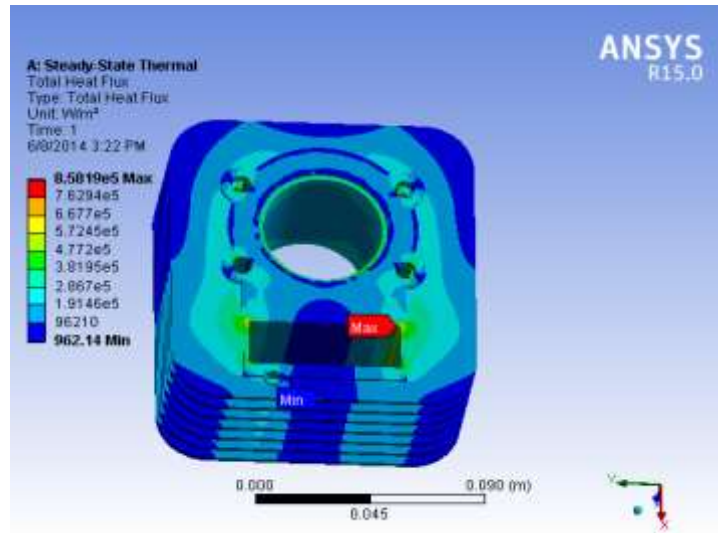 ANSYS
R15.0
A: Steady-State Thermal
Total Heat Flux
Type: Total Heat Flux
Unit: W/m²
Time: 1
6/8/2014 3:22 PM
8.5819e5 Max
7.6294e5
6.677e5
5.7245e5
4.772e5
3.8195e5
2.867e5
1.9146e5
96210
962.14 Min
Max
Min
0.000
0.090 (m)
0.045
Y
X